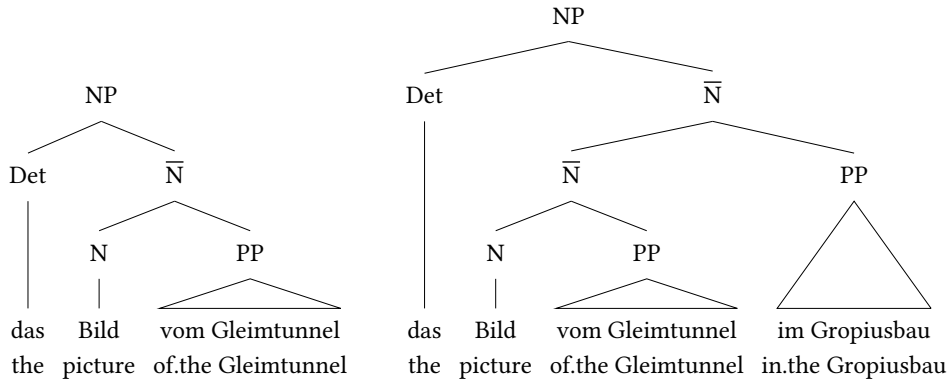 NP
NP
Det
N̅
Det
N̅
N̅
PP
N
PP
N
PP
das Bild vom Gleimtunnel
the picture of.the Gleimtunnel
das Bild vom Gleimtunnel im Gropiusbau
the picture of.the Gleimtunnel in.the Gropiusbau